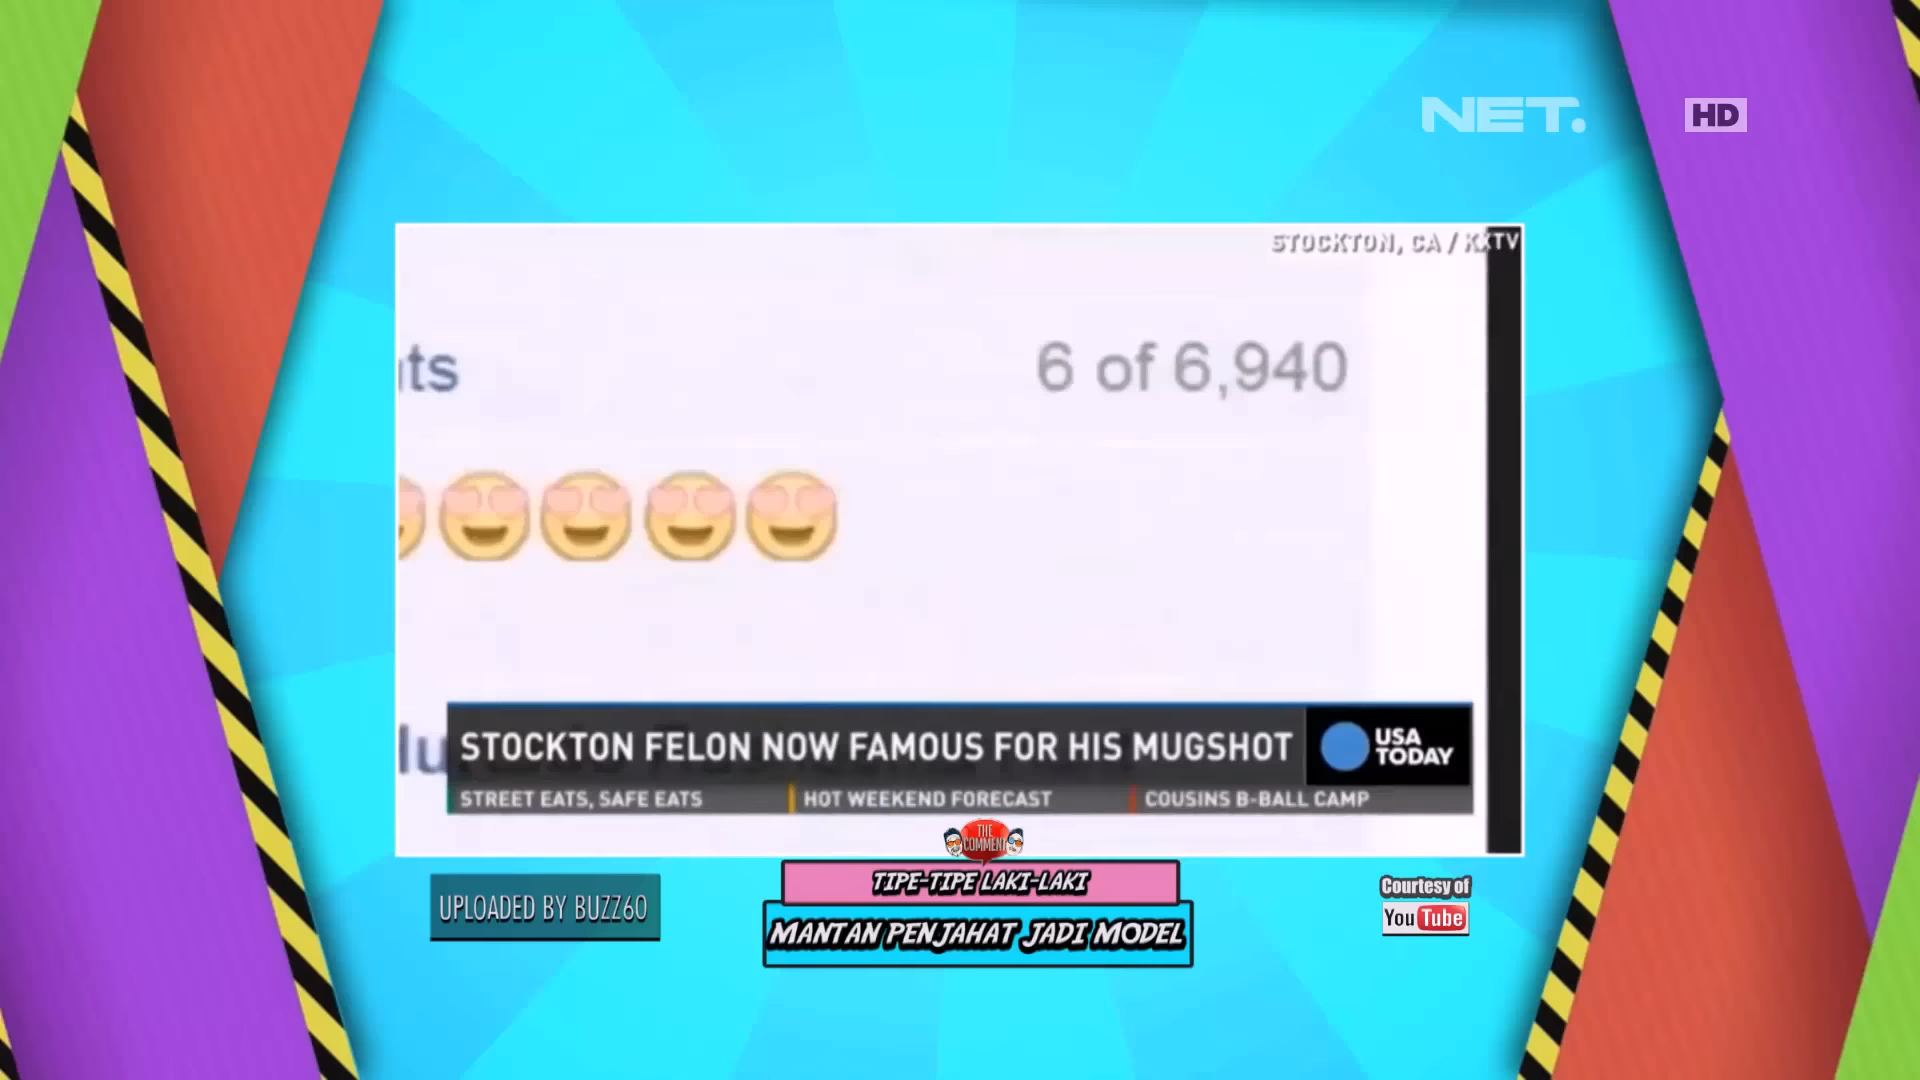 NET.
HD
STOCKTON, CA / KXTV
6 of 6,940
STOCKTON FELON NOW FAMOUS FOR HIS MUGSHOT
USA
TODAY
STREET EATS, SAFE EATS
HOT WEEKEND FORECAST
COUSINS B-BALL CAMP
THE
COMMENT
TIPE-TIPE LAKI-LAKI
MANTAN PENJAHAT JADI MODEL
UPLOADED BY BUZZ60
Courtesy of
YouTube